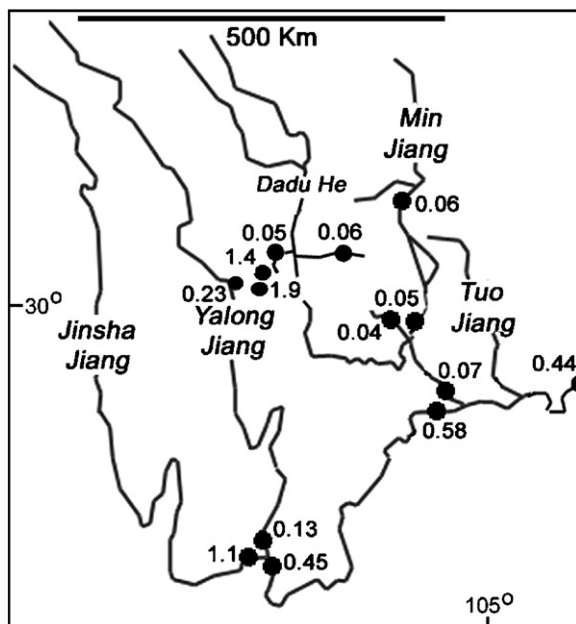 500 Km
Min
Jiang
Dadu He
0.06
0.05
0.06
1.4
0.23
1.9
30°
Yalong
Jiang
Jinsha
Jiang
0.05
0.04
Tuo
Jiang
0.07
0.44
0.58
0.13
1.1
0.45
105°